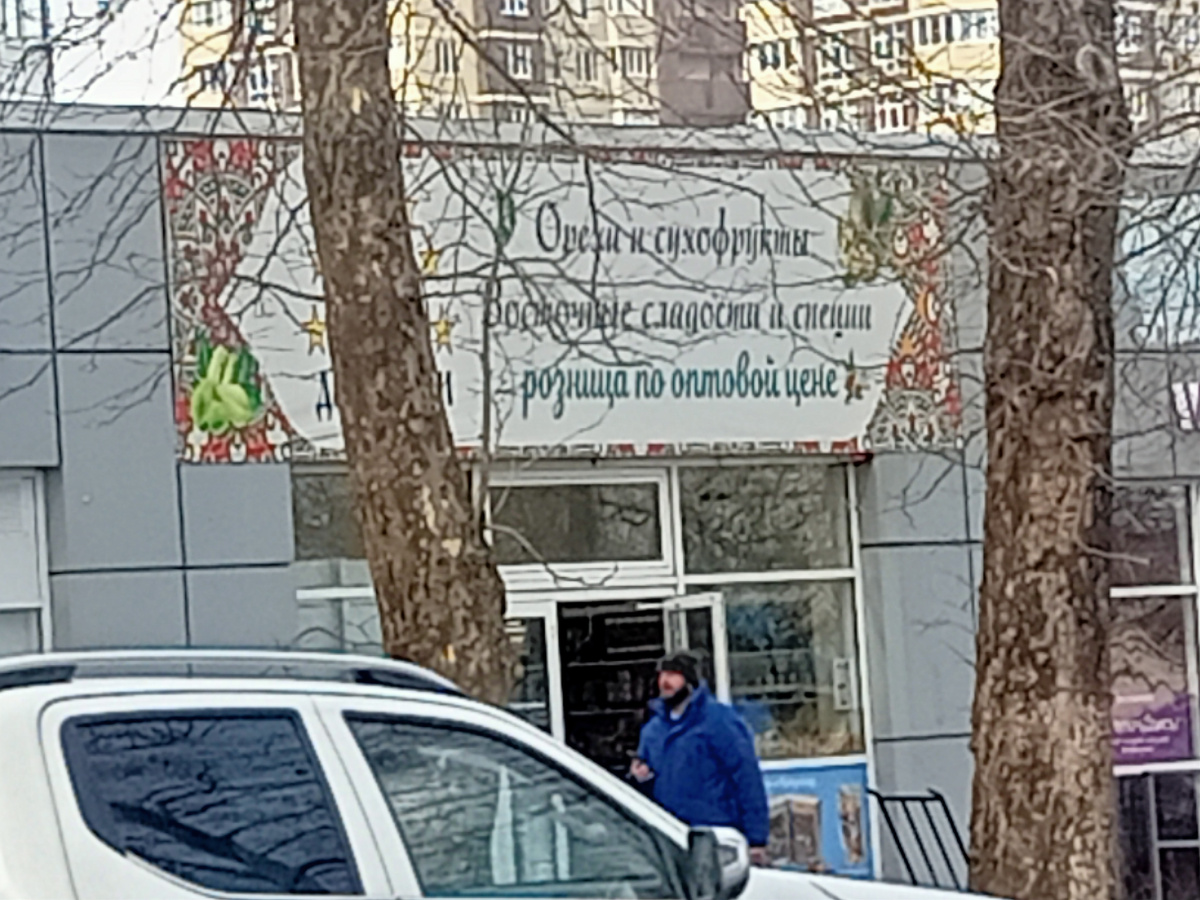 Орехи и сухофрукты
Восточные сладости и специи
розница по оптовой цене